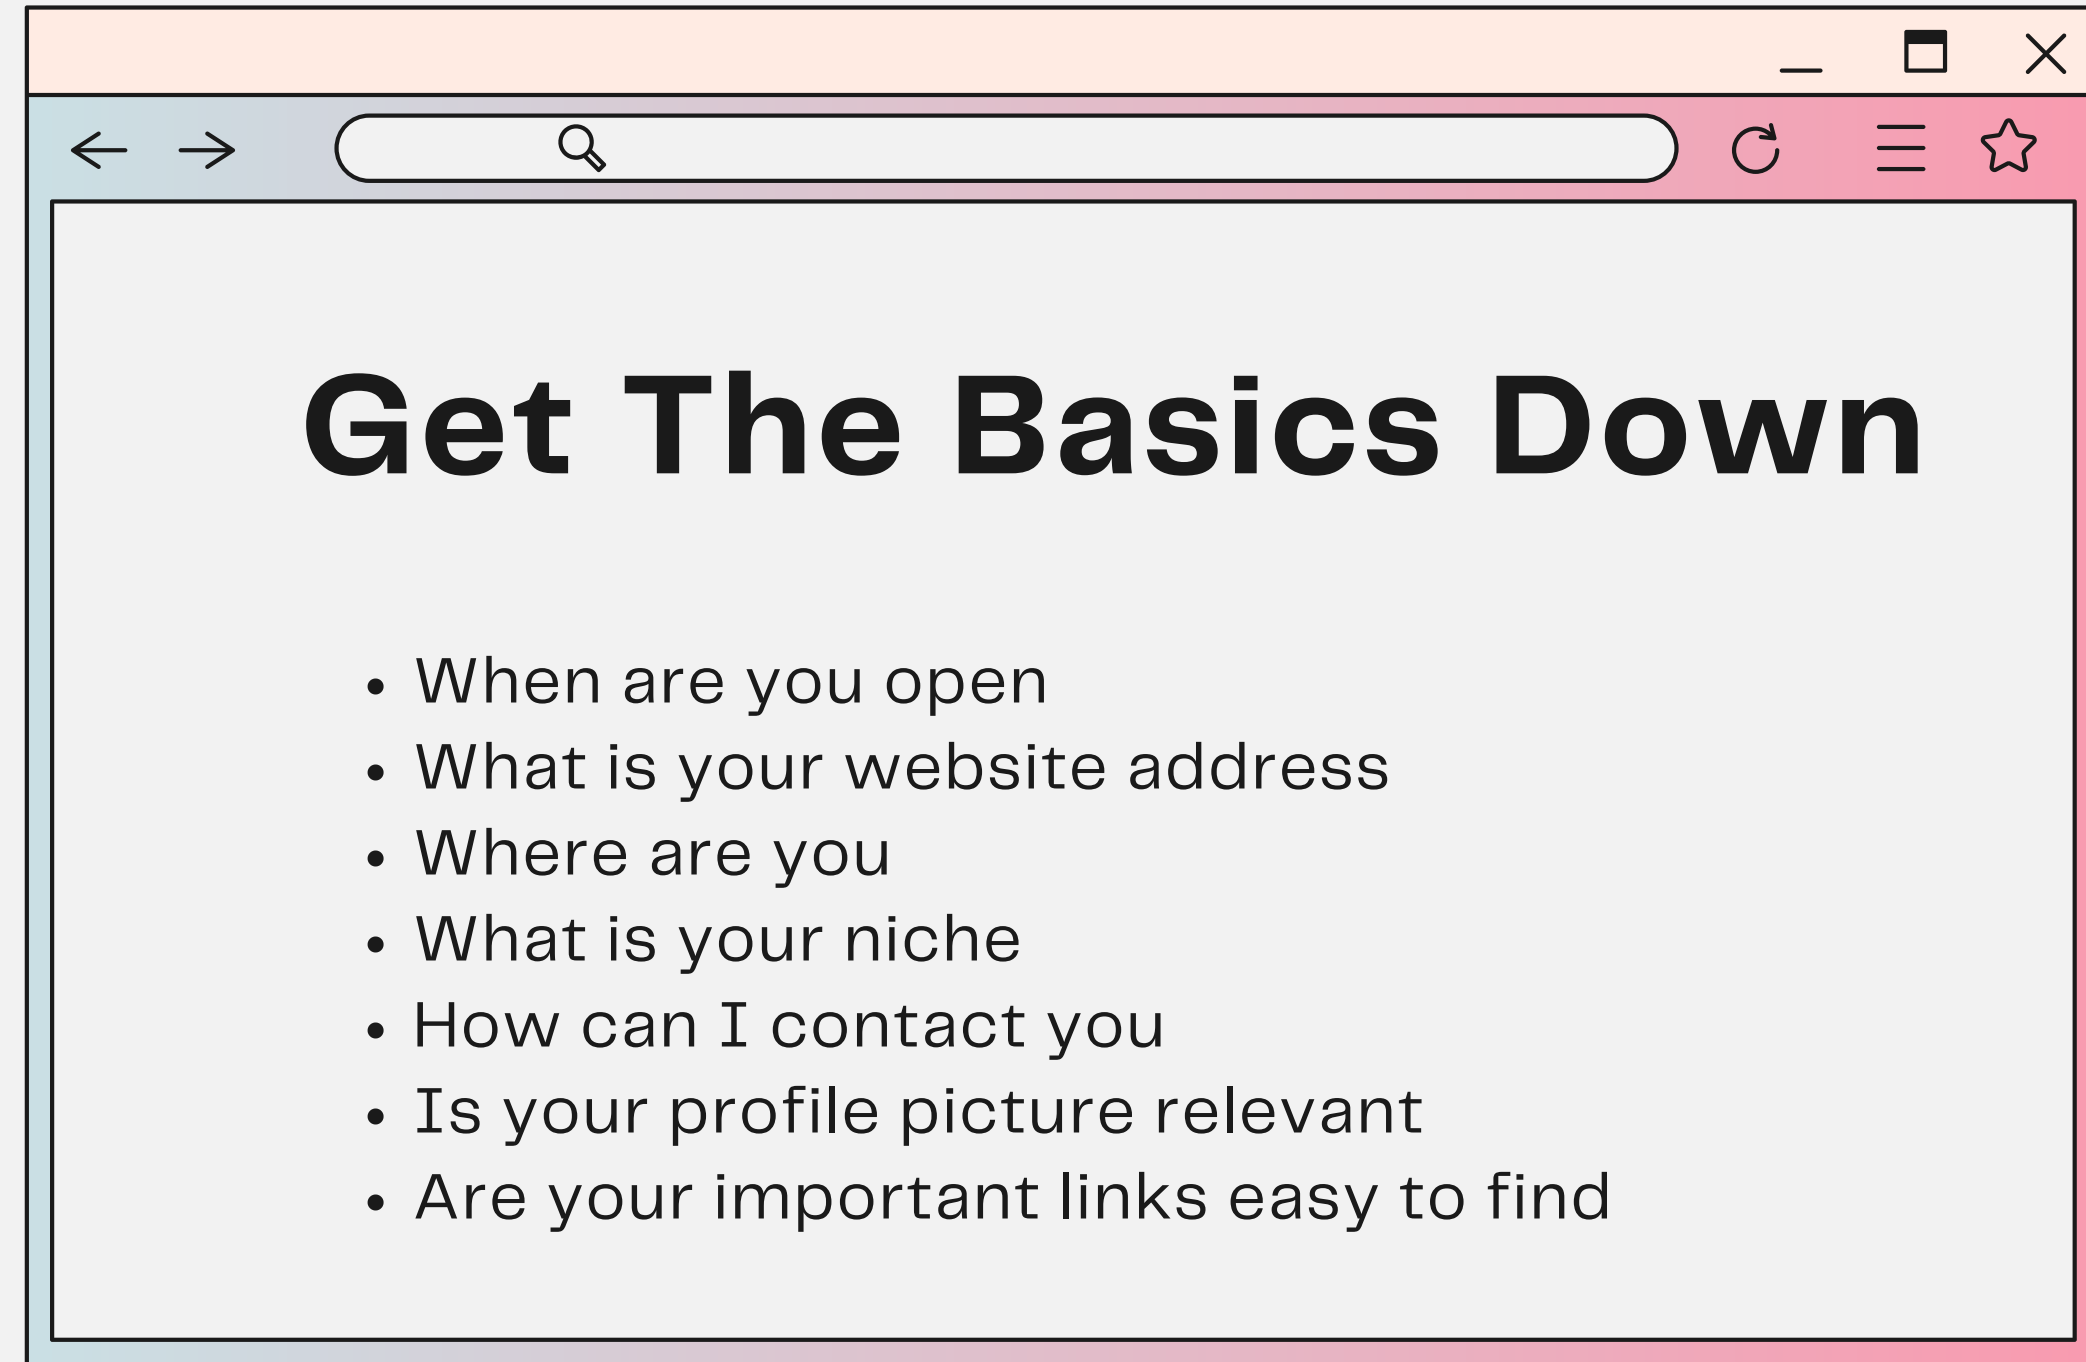 Get The Basics Down
• When are you open
• What is your website address
• Where are you
• What is your niche
• How can I contact you
• Is your profile picture relevant
• Are your important links easy to find